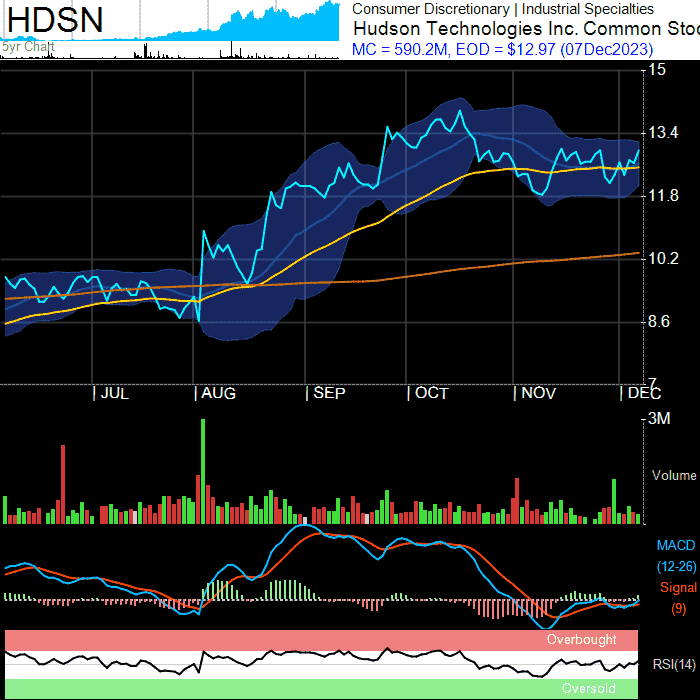 HDSN
5yr Chart
Consumer Discretionary | Industrial Specialties
Hudson Technologies Inc. Common Stoc
MC = 590.2M, EOD = $12.97 (07Dec2023)
15
13.4
11.8
10.2
8.6
7
| JUL | AUG | SEP | OCT | NOV | DEC
3M
Volume
MACD
(12-26)
Signal
(9)
Overbought
RSI(14)
Oversold